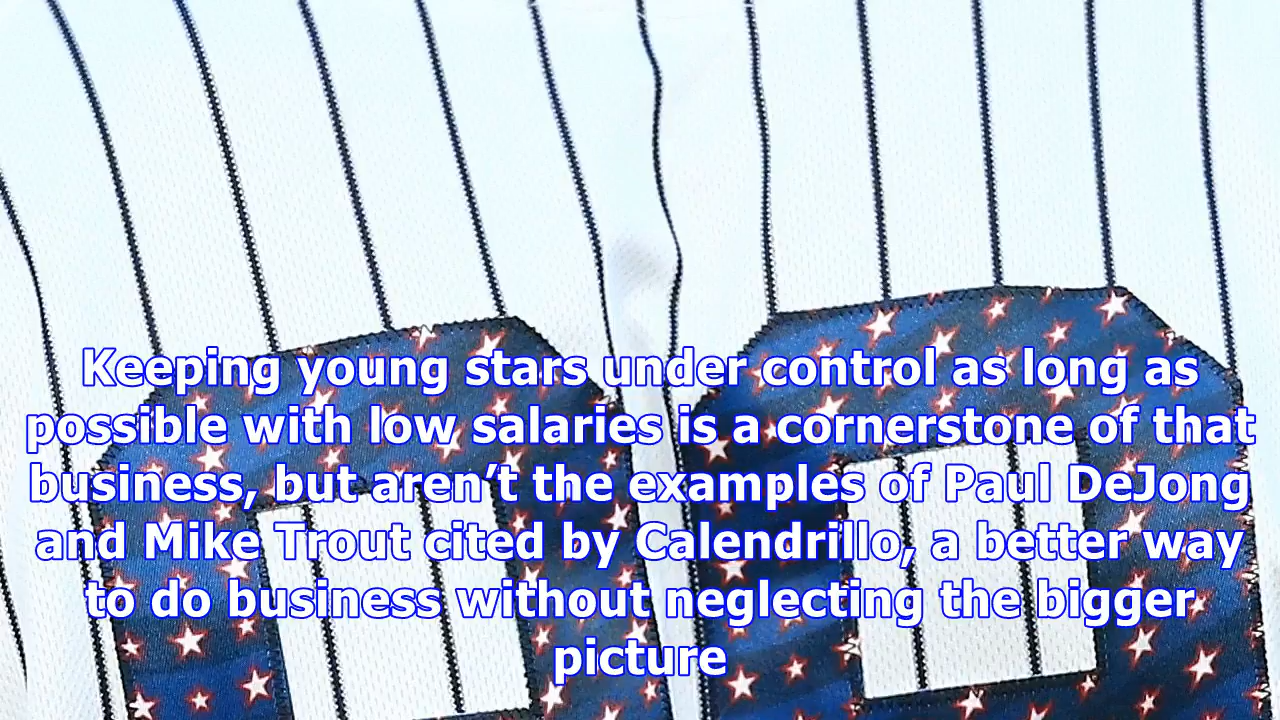 Keeping young stars under control as long as
possible with low salaries is a cornerstone of that
business, but aren’t the examples of Paul DeJong
and Mike Trout cited by Calendrillo, a better way
to do business without neglecting the bigger
picture